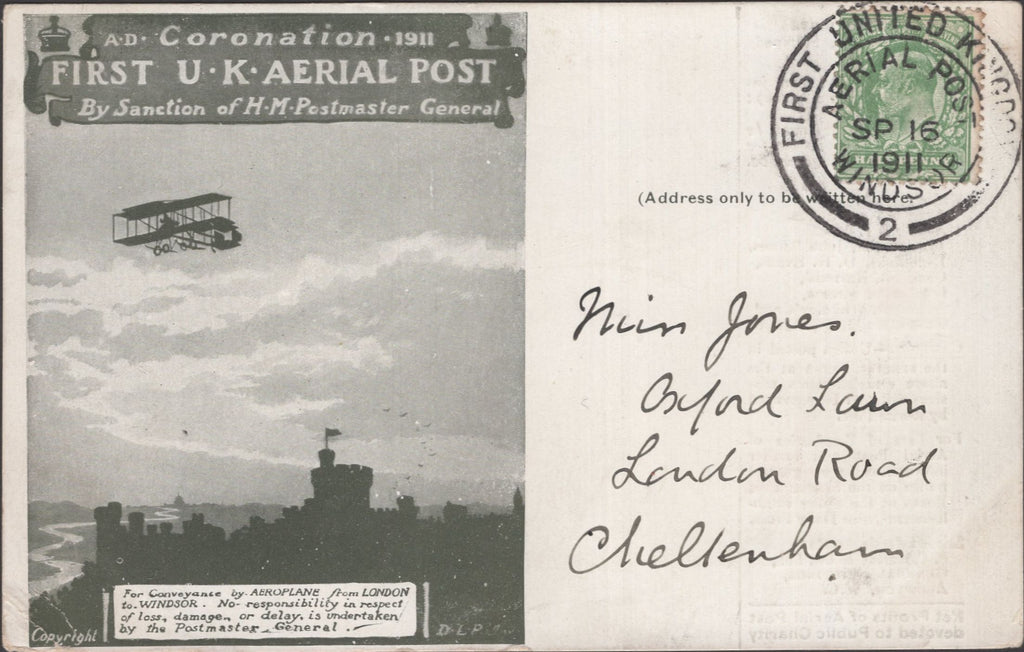 A·D· Coronation · 1911
FIRST U·K·AERIAL POST
By Sanction of H·M·Postmaster General
For Conveyance by AEROPLANE from LONDON
to WINDSOR. No responsibility in respect
of loss, damage, or delay, is undertaken
by the Postmaster General.
Copyright
D L P
FIRST UNITED KINGDO
AERIAL POST
SP 16
1911
WINDSOR
2
(Address only to be written here.
Miss Jones.
Oxford Lawn
London Road
Cheltenham
Net Profits of Aerial Post
devoted to Public Charity